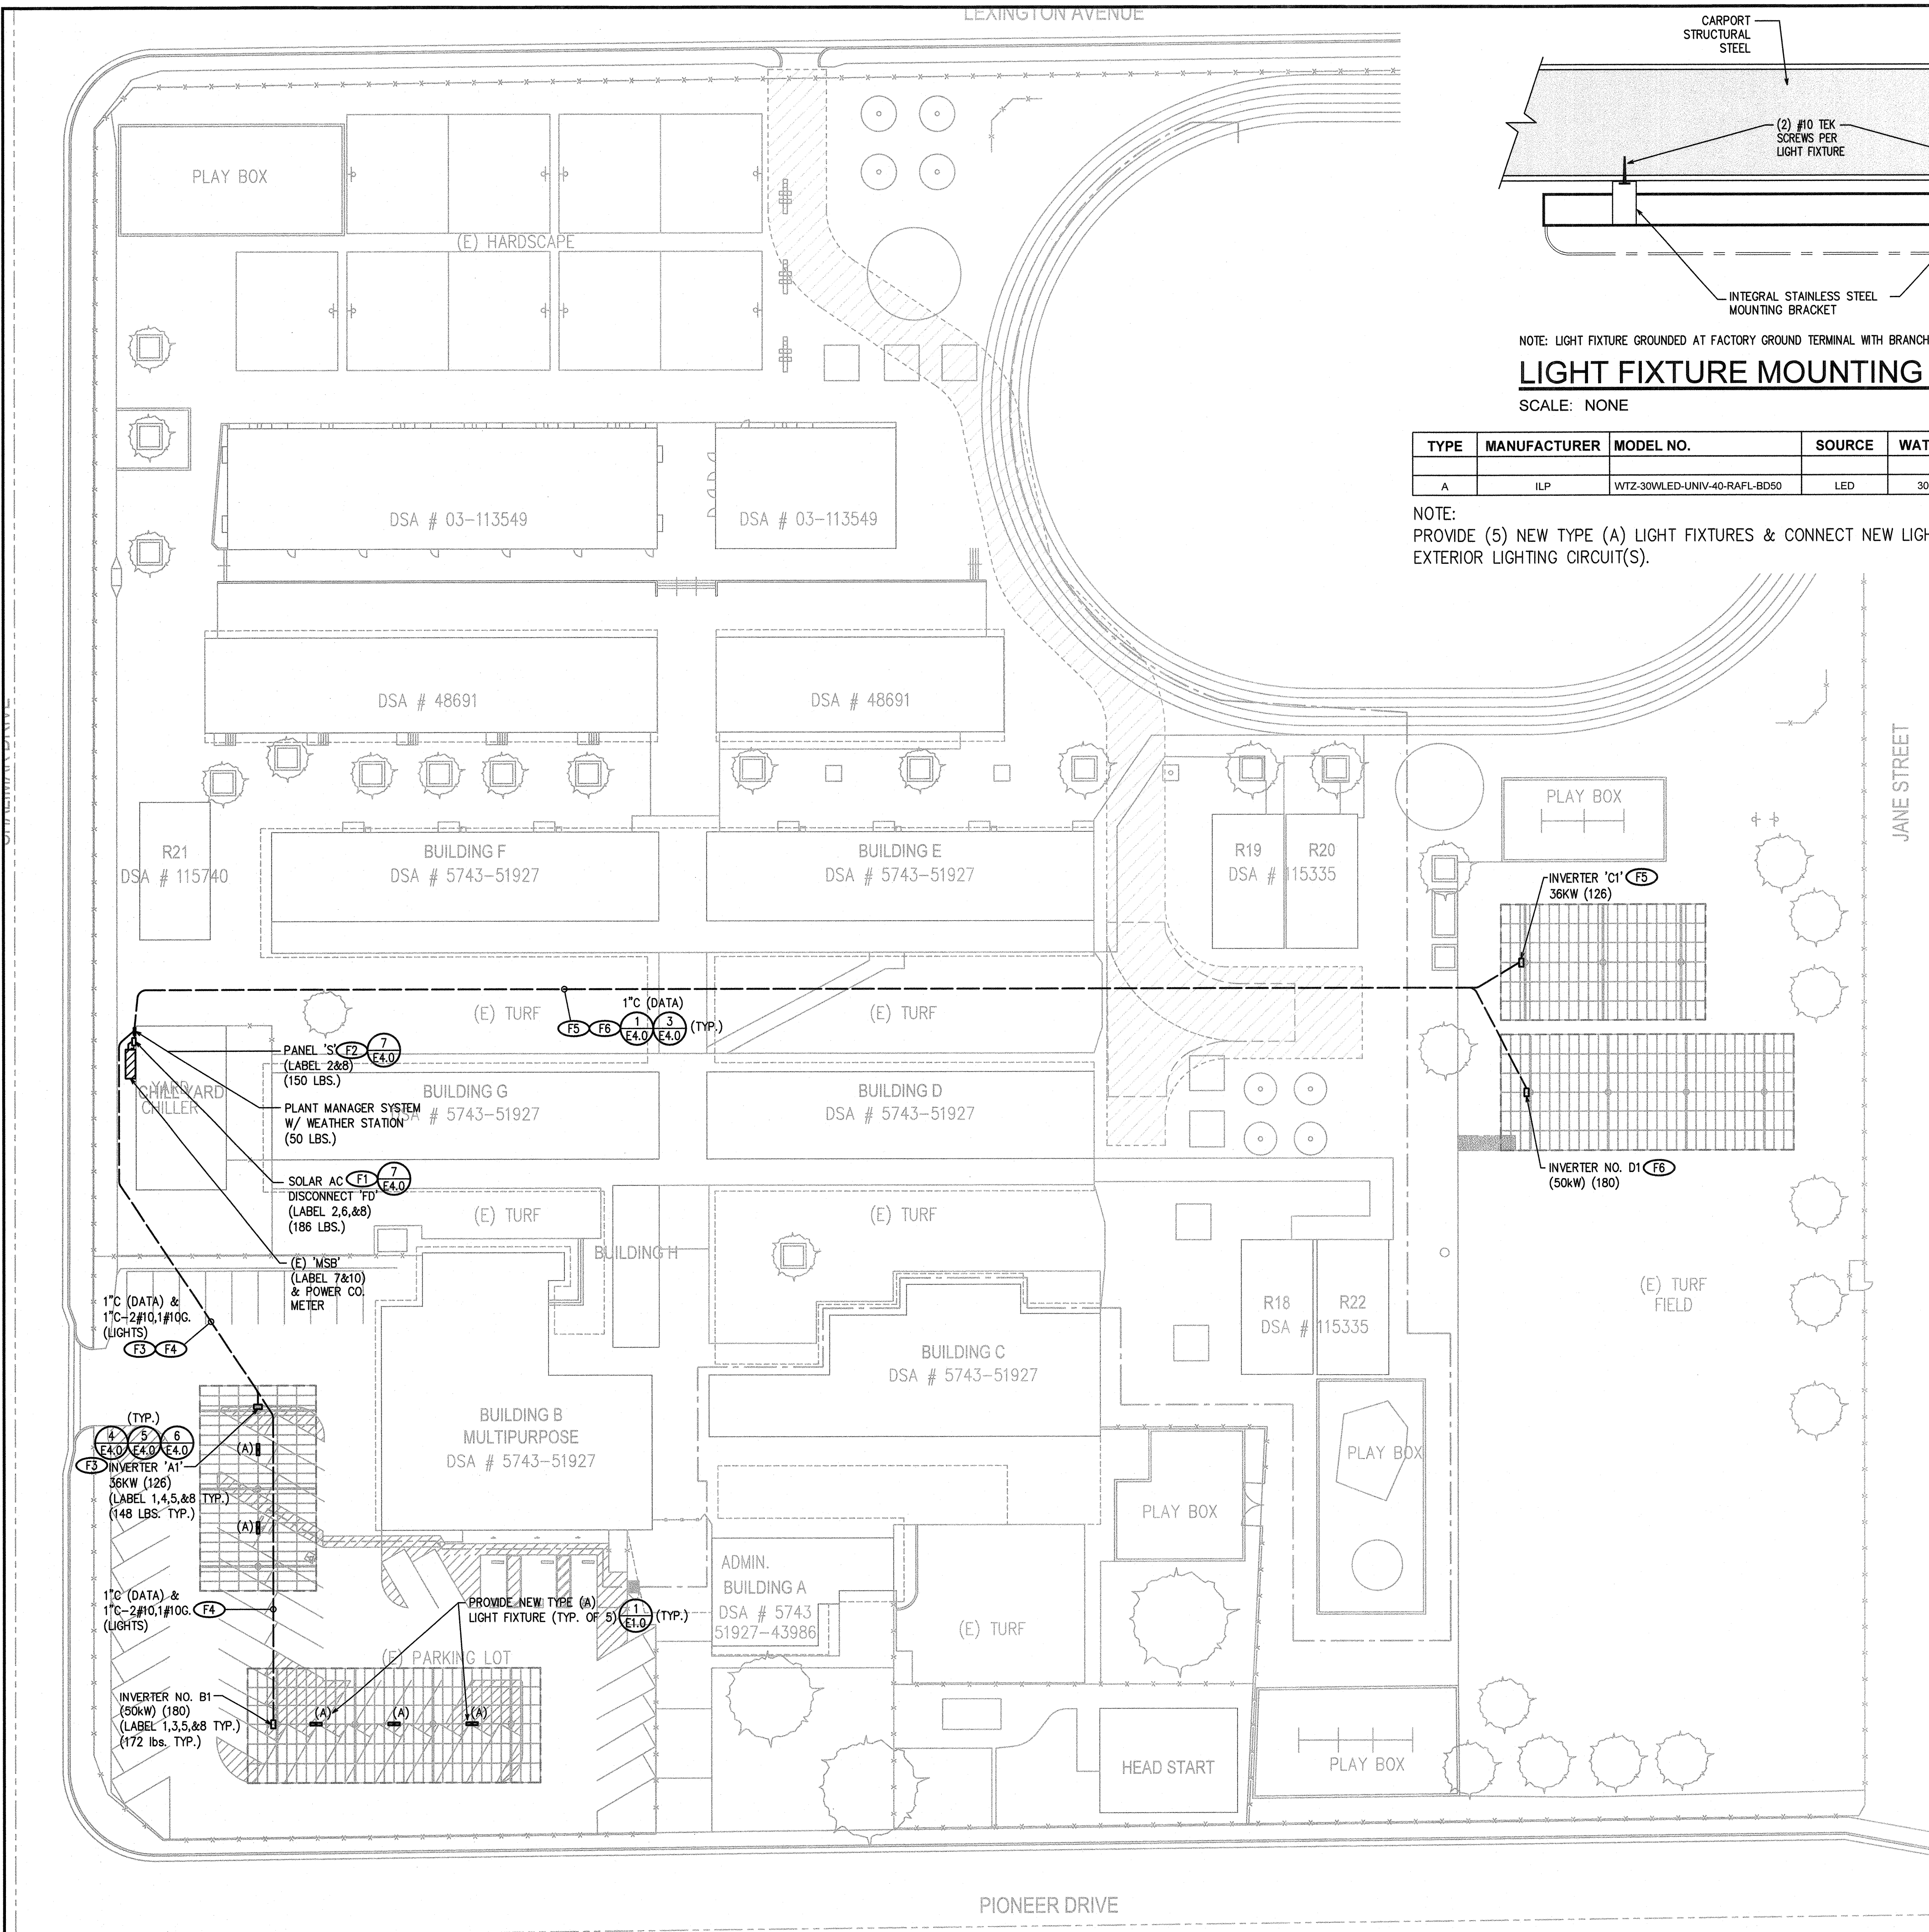 LEXINGTON AVENUE
CARPORT
STRUCTURAL
STEEL
(2) #10 TEK
SCREWS PER
LIGHT FIXTURE
INTEGRAL STAINLESS STEEL
MOUNTING BRACKET
NOTE: LIGHT FIXTURE GROUNDED AT FACTORY GROUND TERMINAL WITH BRANCH
LIGHT FIXTURE MOUNTING
SCALE: NONE
TYPE MANUFACTURER MODEL NO. SOURCE WAT
A ILP WTZ-30WLED-UNIV-40-RAFL-BD50 LED 30
NOTE:
PROVIDE (5) NEW TYPE (A) LIGHT FIXTURES & CONNECT NEW LIGH
EXTERIOR LIGHTING CIRCUIT(S).
PLAY BOX
(E) HARDSCAPE
DSA # 03-113549
DSA # 03-113549
DSA # 48691
DSA # 48691
JANE STREET
PLAY BOX
R21
DSA # 115740
BUILDING F
DSA # 5743-51927
BUILDING E
DSA # 5743-51927
R19 R20
DSA # 115335
INVERTER 'C1' F5
36KW (126)
(E) TURF
1"C (DATA)
F5 F6 1 E4.0 3 E4.0 (TYP.)
(E) TURF
PANEL 'S' F2 7 E4.0
(LABEL 2&8)
(150 LBS.)
YARD
CHILL YARD
CHILLER
PLANT MANAGER SYSTEM
W/ WEATHER STATION
(50 LBS.)
BUILDING G
DSA # 5743-51927
BUILDING D
DSA # 5743-51927
INVERTER NO. D1 F6
(50kW) (180)
SOLAR AC F1 7 E4.0
DISCONNECT 'FD'
(LABEL 2,6,&8)
(186 LBS.)
(E) TURF
(E) TURF
BUILDING H
(E) 'MSB'
(LABEL 7&10)
& POWER CO.
METER
1"C (DATA) &
1"C-2#10,1#10G.
(LIGHTS)
F3 F4
R18 R22
DSA # 115335
(E) TURF
FIELD
BUILDING C
DSA # 5743-51927
BUILDING B
MULTIPURPOSE
DSA # 5743-51927
PLAY BOX
(TYP.)
4 E4.0 5 E4.0 6 E4.0
F3 INVERTER 'A1'
36KW (126)
(LABEL 1,4,5,&8 TYP.)
(148 LBS. TYP.)
(A)
(A)
PLAY BOX
ADMIN.
BUILDING A
DSA # 5743
51927-43986
1"C (DATA) &
1"C-2#10,1#10G. F4
(LIGHTS)
PROVIDE NEW TYPE (A)
LIGHT FIXTURE (TYP. OF 5) 1 E1.0 (TYP.)
(E) TURF
(E) PARKING LOT
INVERTER NO. B1
(50kW) (180)
(LABEL 1,3,5,&8 TYP.)
(172 lbs. TYP.)
(A) (A) (A)
HEAD START
PLAY BOX
PIONEER DRIVE